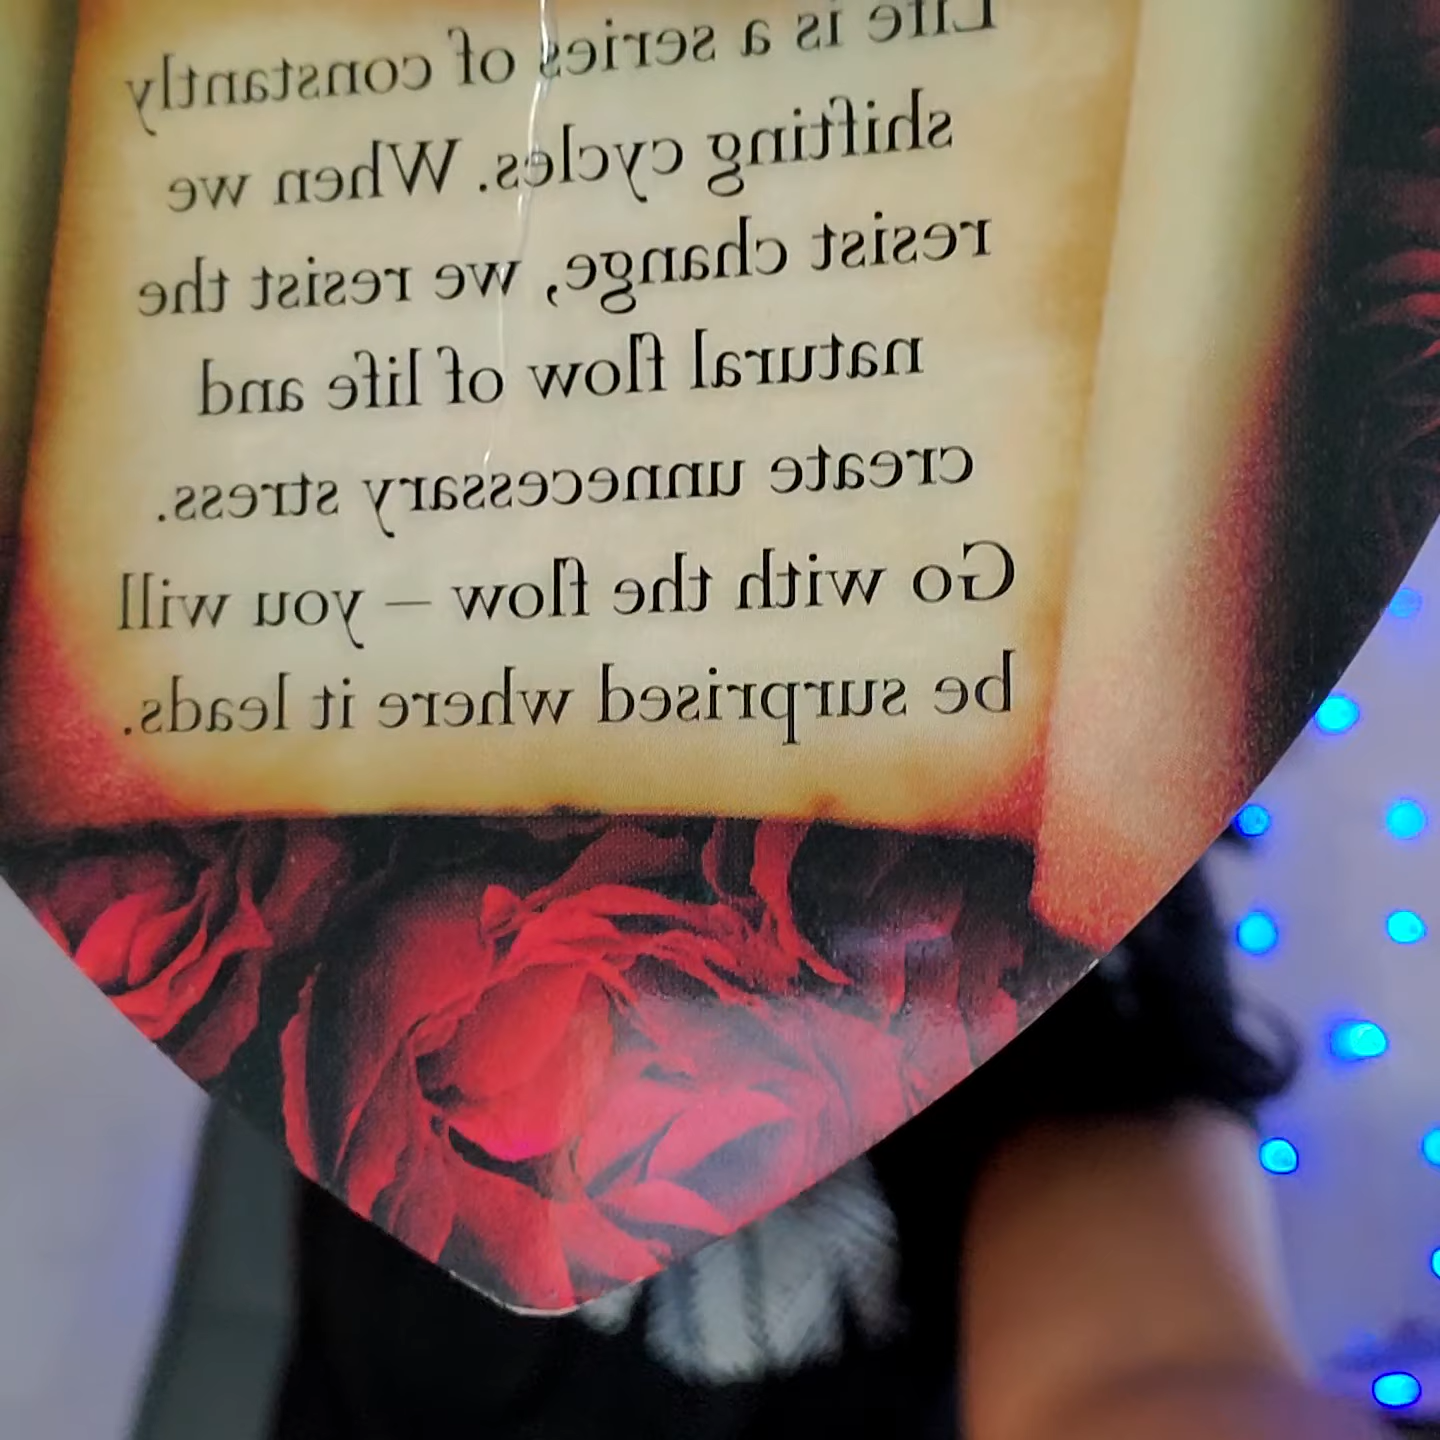 Life is a series of constantly
shifting cycles. When we
resist change, we resist the
natural flow of life and
create unnecessary stress.
Go with the flow – you will
be surprised where it leads.